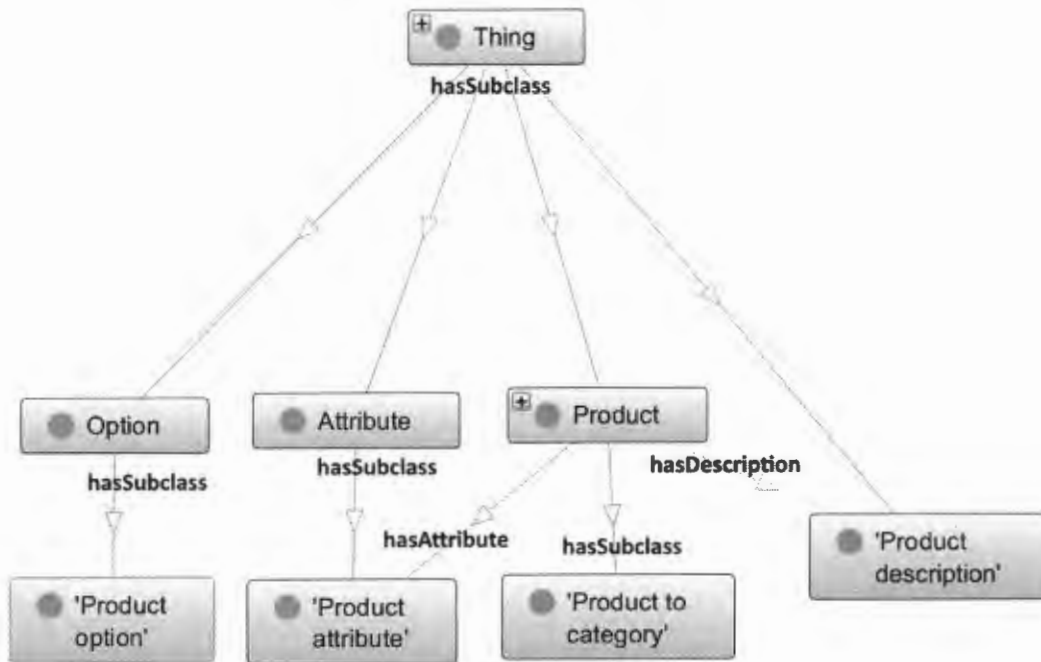 Thing
hasSubclass
Option
Attribute
Product
hasSubclass
hasSubclass
hasDescription
hasAttribute
hasSubclass
'Product
option'
'Product
attribute'
'Product to
category'
'Product
description'